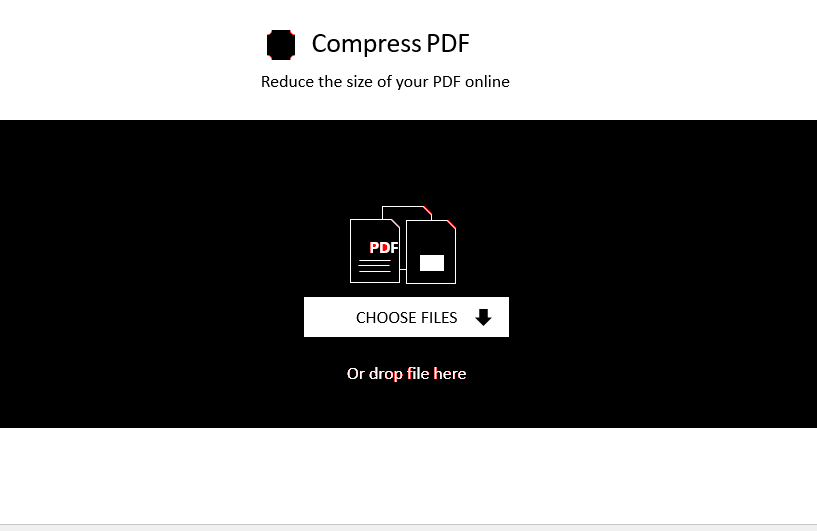 Compress PDF
Reduce the size of your PDF online
PDF
CHOOSE FILES
Or drop file here